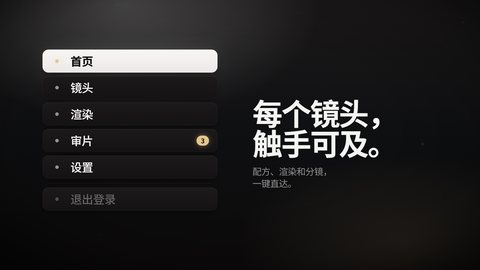 首页
镜头
渲染
审片
3
设置
退出登录
每个镜头，
触手可及。
配方、渲染和分镜，
一键直达。